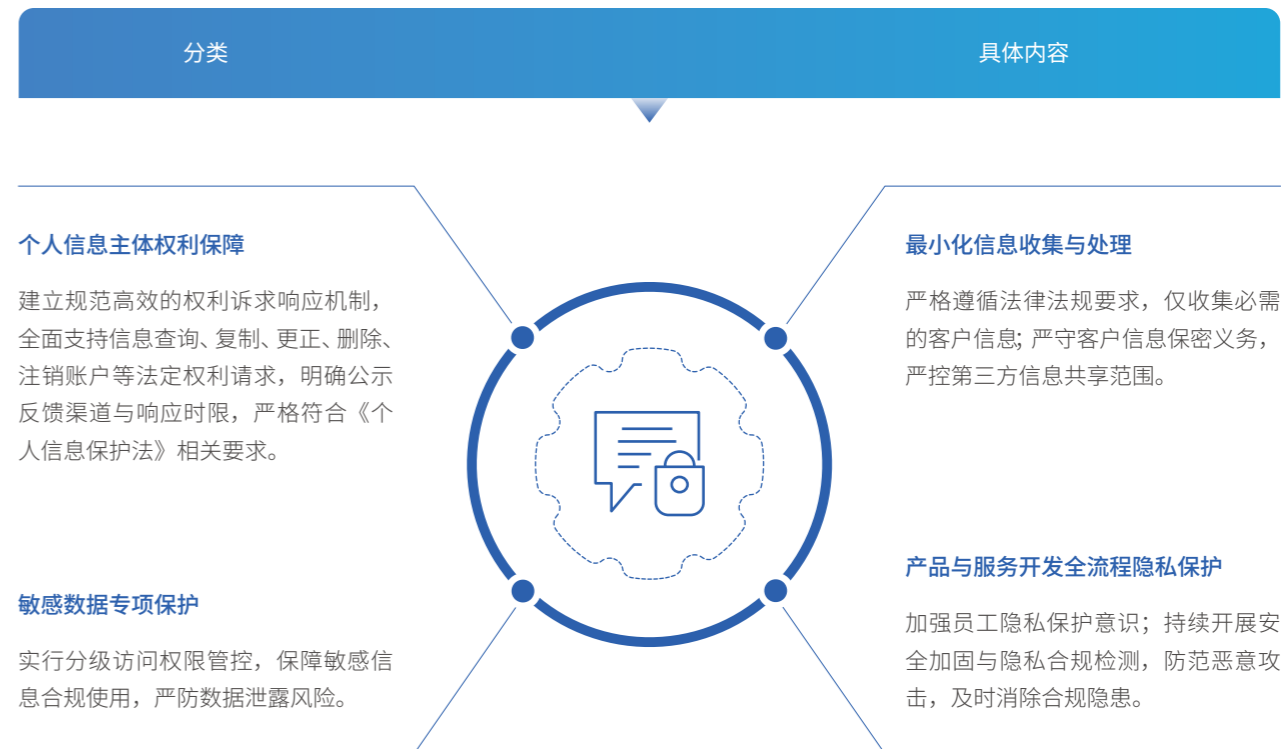 分类
具体内容
个人信息主体权利保障
建立规范高效的权利诉求响应机制，
全面支持信息查询、复制、更正、删除、
注销账户等法定权利请求，明确公示
反馈渠道与响应时限，严格符合《个
人信息保护法》相关要求。
最小化信息收集与处理
严格遵循法律法规要求，仅收集必需
的客户信息；严守客户信息保密义务，
严控第三方信息共享范围。
敏感数据专项保护
实行分级访问权限管控，保障敏感信
息合规使用，严防数据泄露风险。
产品与服务开发全流程隐私保护
加强员工隐私保护意识；持续开展安
全加固与隐私合规检测，防范恶意攻
击，及时消除合规隐患。